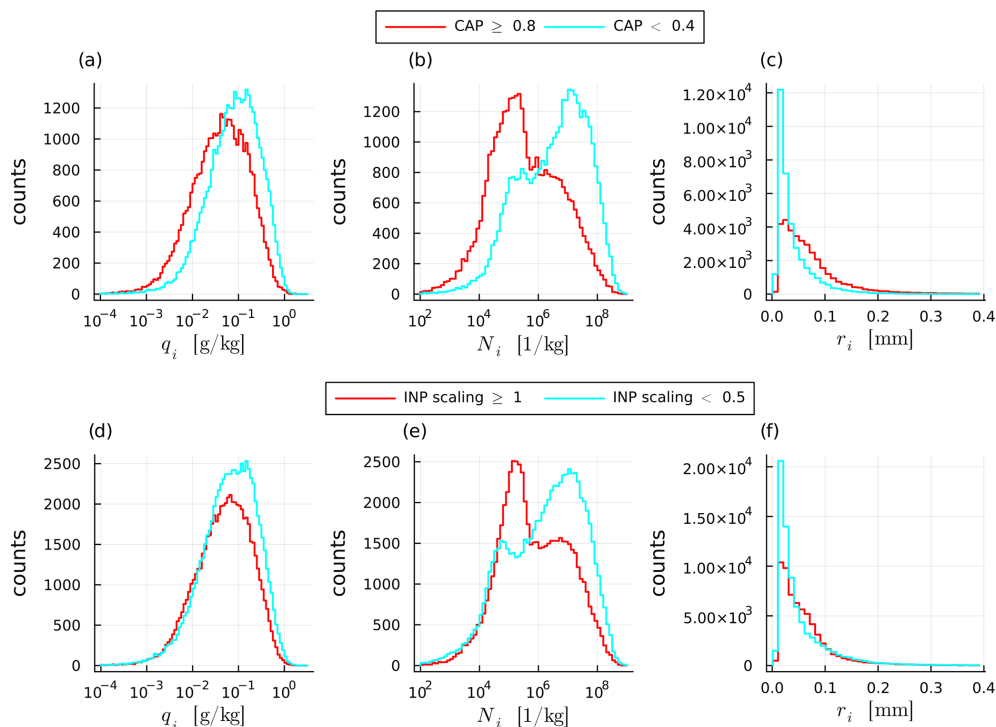 CAP ≥ 0.8 CAP < 0.4
(a) (b) (c)
counts
1200
1000
800
600
400
200
0
10⁻⁴ 10⁻³ 10⁻² 10⁻¹ 10⁰
q_i [g/kg]
counts
1200
1000
800
600
400
200
0
10² 10⁴ 10⁶ 10⁸
N_i [1/kg]
counts
1.20×10⁴
1.00×10⁴
8.00×10³
6.00×10³
4.00×10³
2.00×10³
0
0.0 0.1 0.2 0.3 0.4
r_i [mm]
INP scaling ≥ 1 INP scaling < 0.5
(d) (e) (f)
counts
2500
2000
1500
1000
500
0
10⁻⁴ 10⁻³ 10⁻² 10⁻¹ 10⁰
q_i [g/kg]
counts
2500
2000
1500
1000
500
0
10² 10⁴ 10⁶ 10⁸
N_i [1/kg]
counts
2.00×10⁴
1.50×10⁴
1.00×10⁴
5.00×10³
0
0.0 0.1 0.2 0.3 0.4
r_i [mm]